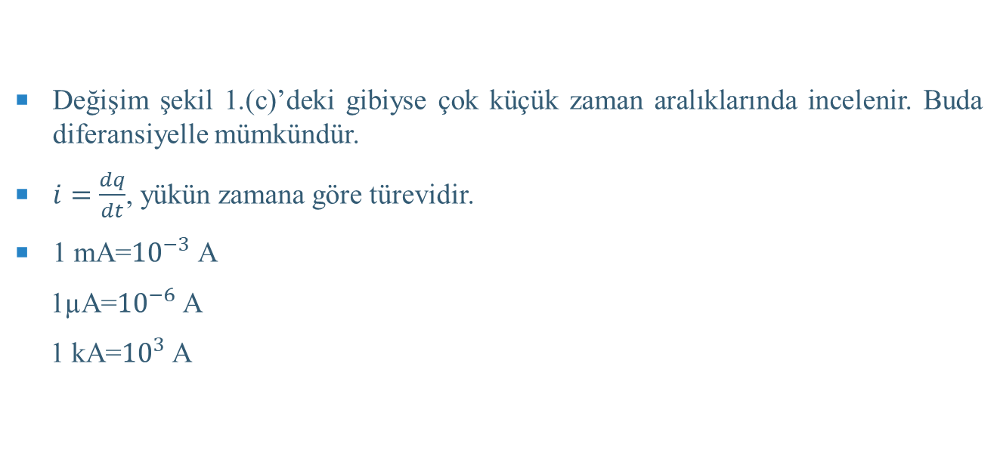 ▪ Değişim şekil 1.(c)’deki gibiyse çok küçük zaman aralıklarında incelenir. Buda
diferansiyelle mümkündür.
▪ $i = \frac{dq}{dt}$, yükün zamana göre türevidir.
▪ 1 mA=$10^{-3}$ A
1µA=$10^{-6}$ A
1 kA=$10^{3}$ A